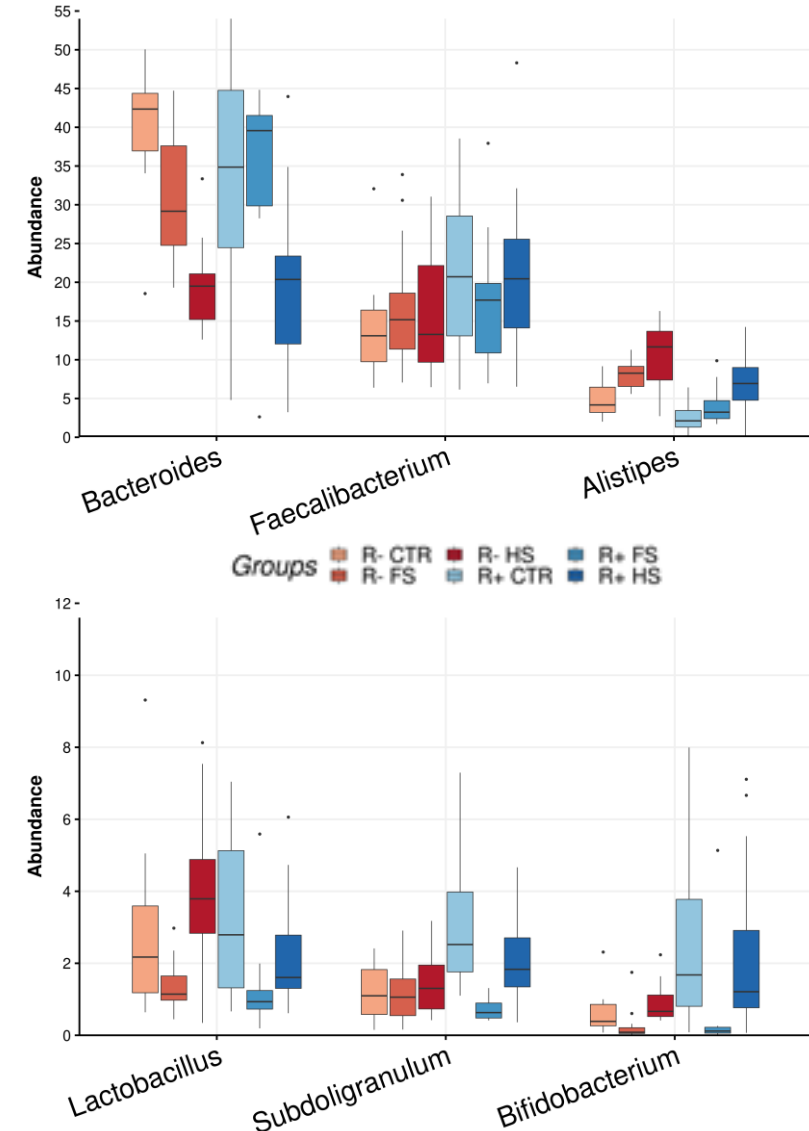 55
50
45
40
35
30
25
20
15
10
5
0
Abundance
Bacteroides
Faecalibacterium
Alistipes
Groups R- CTR R- HS R+ FS
R- FS R+ CTR R+ HS
12
10
8
6
4
2
0
Abundance
Lactobacillus
Subdoligranulum
Bifidobacterium